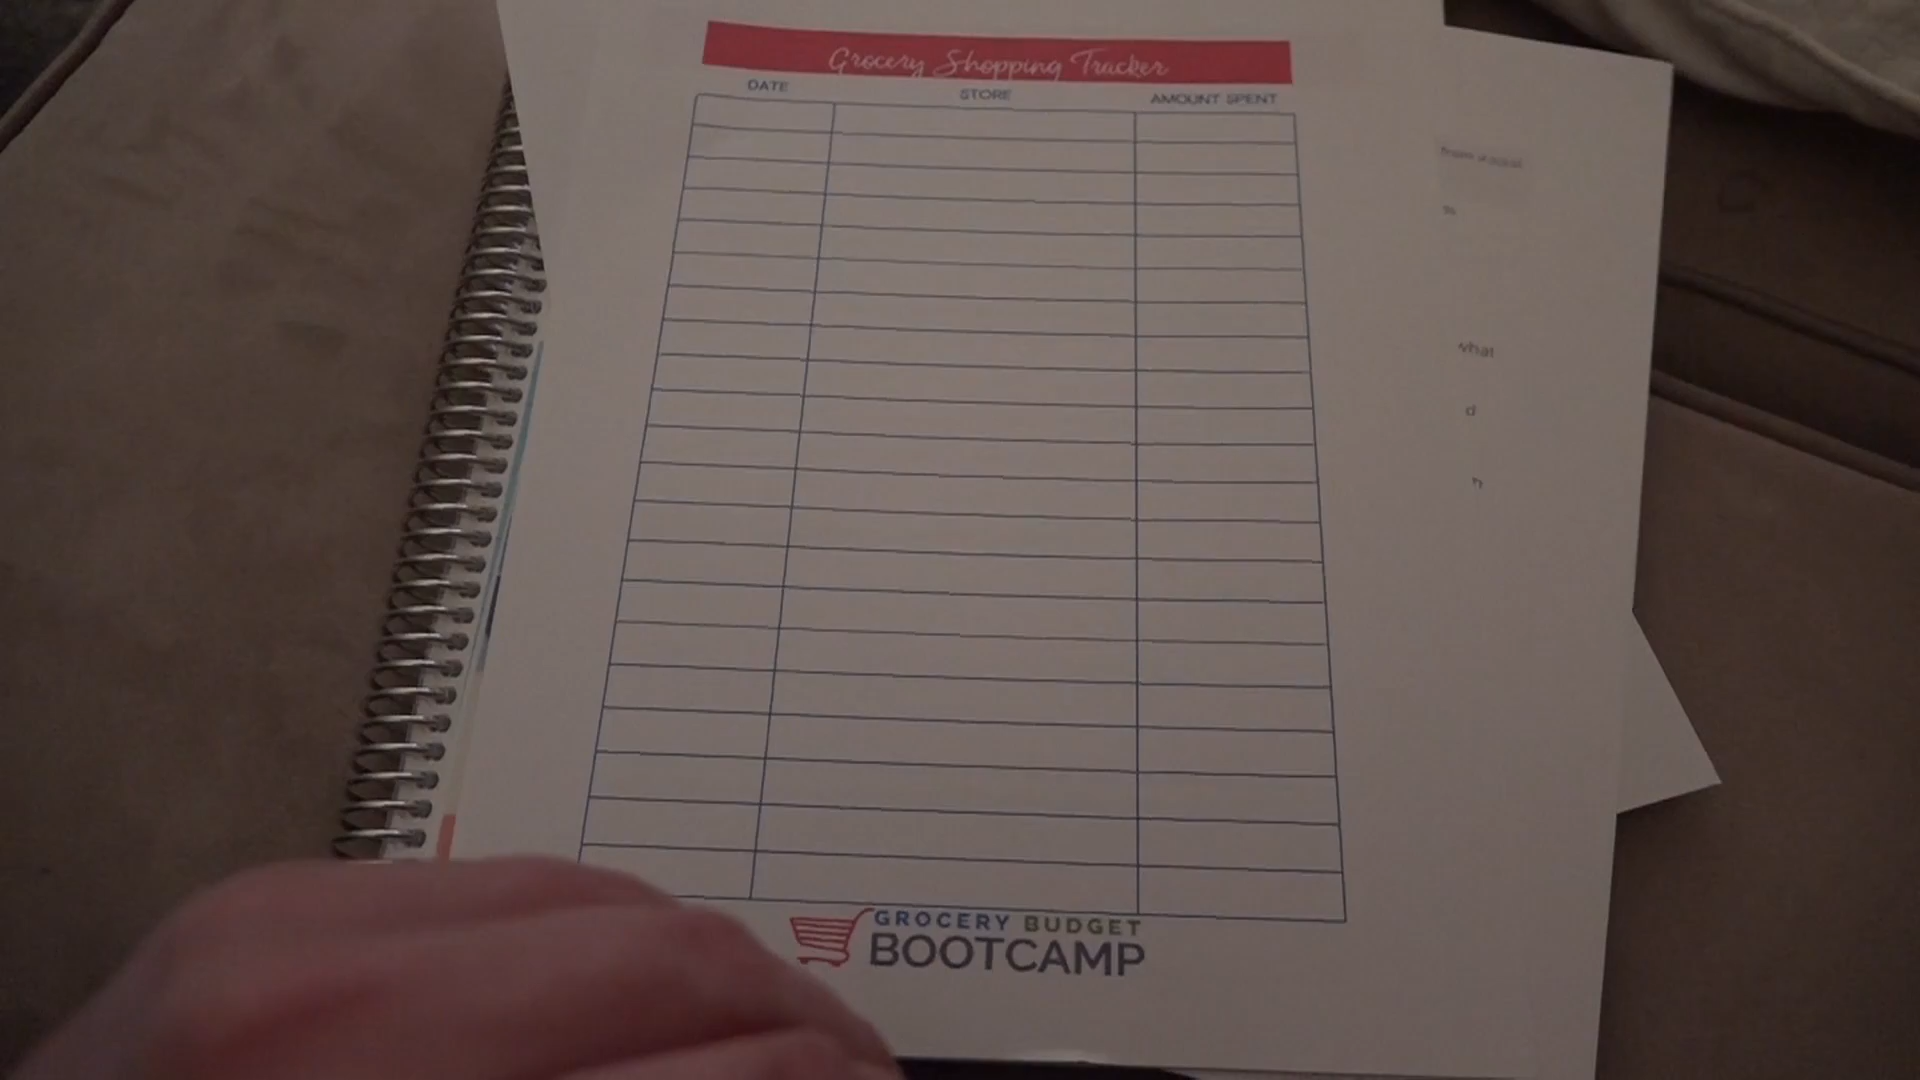 Grocery Shopping Tracker
DATE STORE AMOUNT SPENT
what
d
GROCERY BUDGET
BOOTCAMP